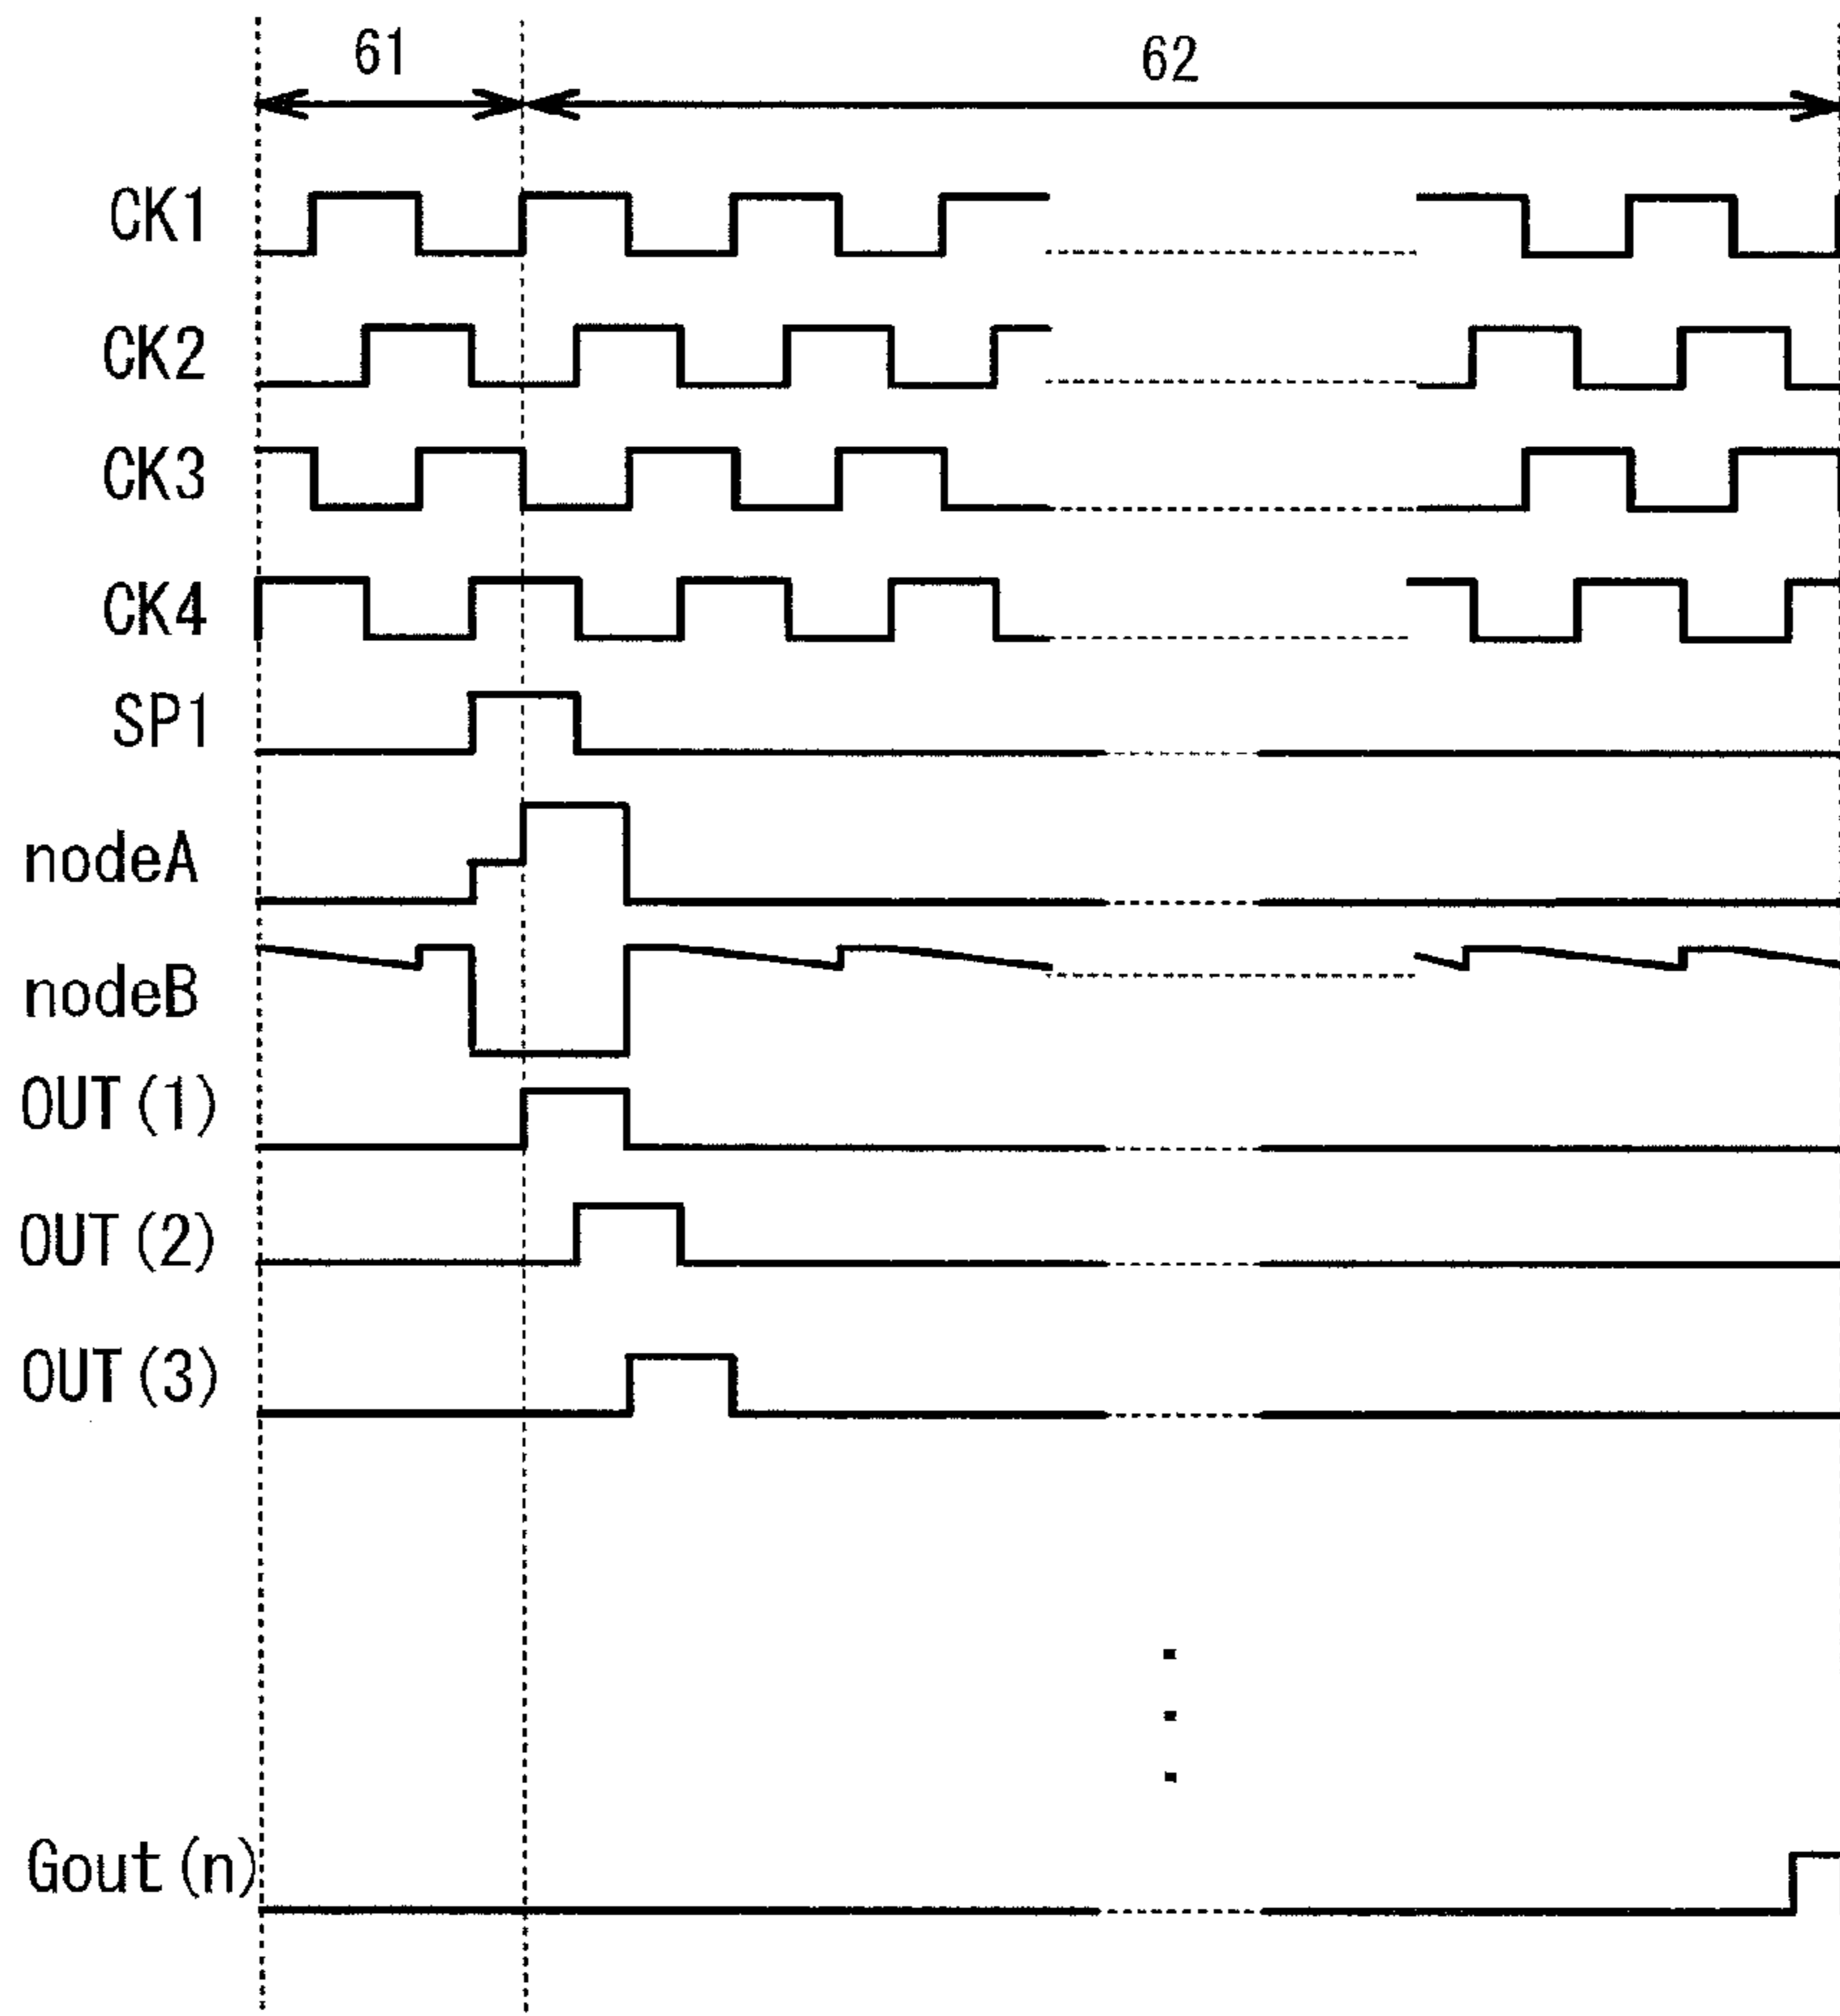 61
62
CK1
CK2
CK3
CK4
SP1
nodeA
nodeB
OUT(1)
OUT(2)
OUT(3)
Gout(n)